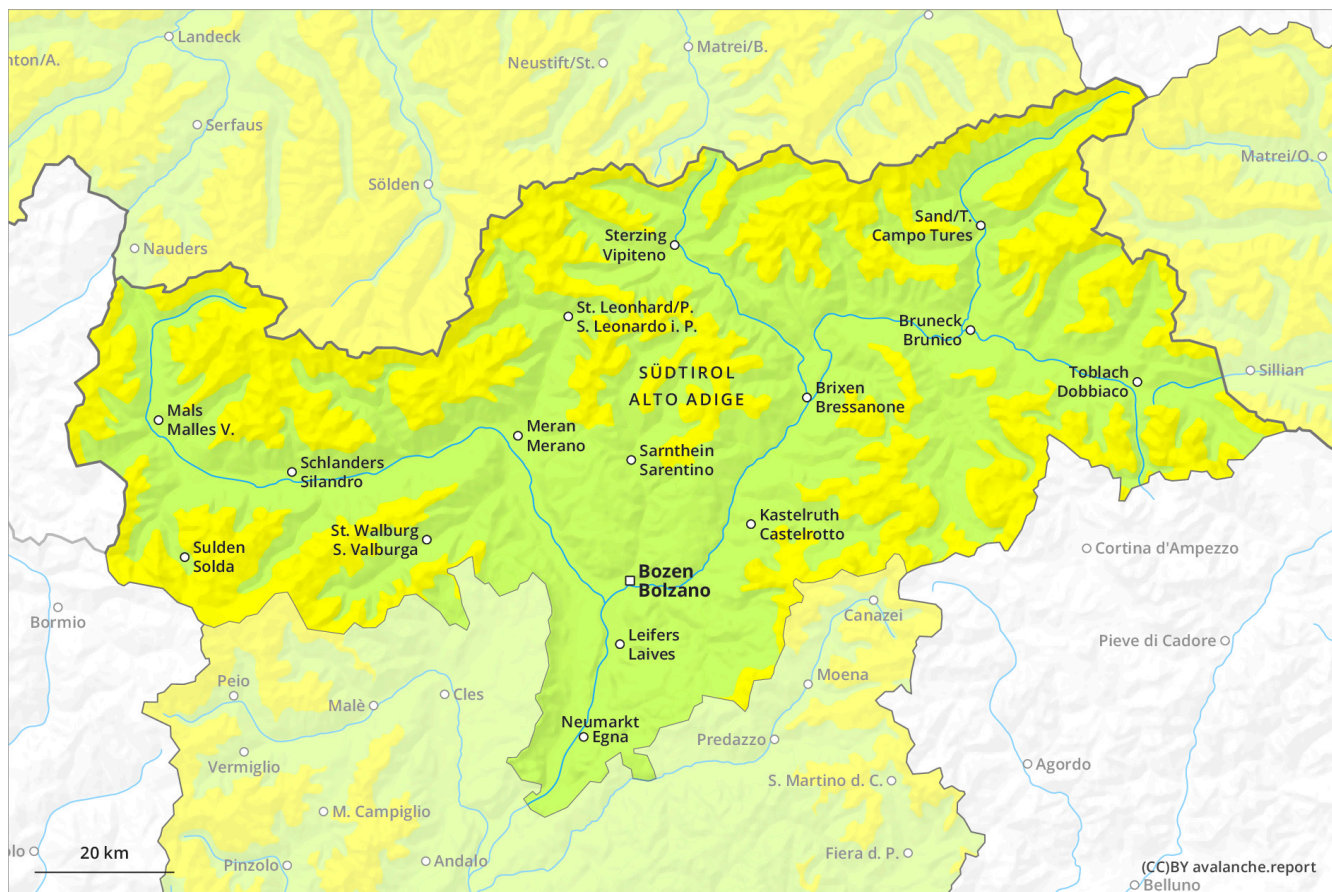 Landeck
Matrei/B.
nton/A.
Neustift/St.
Serfaus
Matrei/O.
Sölden
Sand/T.
Campo Tures
Nauders
Sterzing
Vipiteno
St. Leonhard/P.
S. Leonardo i. P.
Bruneck
Brunico
SÜDTIROL
ALTO ADIGE
Toblach
Dobbiaco
Sillian
Brixen
Bressanone
Mals
Malles V.
Meran
Merano
Sarnthein
Sarentino
Schlanders
Silandro
Kastelruth
Castelrotto
St. Walburg
S. Valburga
Sulden
Solda
Cortina d'Ampezzo
Bozen
Bolzano
Bormio
Canazei
Leifers
Laives
Pieve di Cadore
Peio
Malè
Cles
Moena
Neumarkt
Egna
Predazzo
Vermiglio
Agordo
S. Martino d. C.
M. Campiglio
20 km
olo
Pinzolo
Andalo
Fiera d. P.
(CC)BY avalanche.report
Belluno